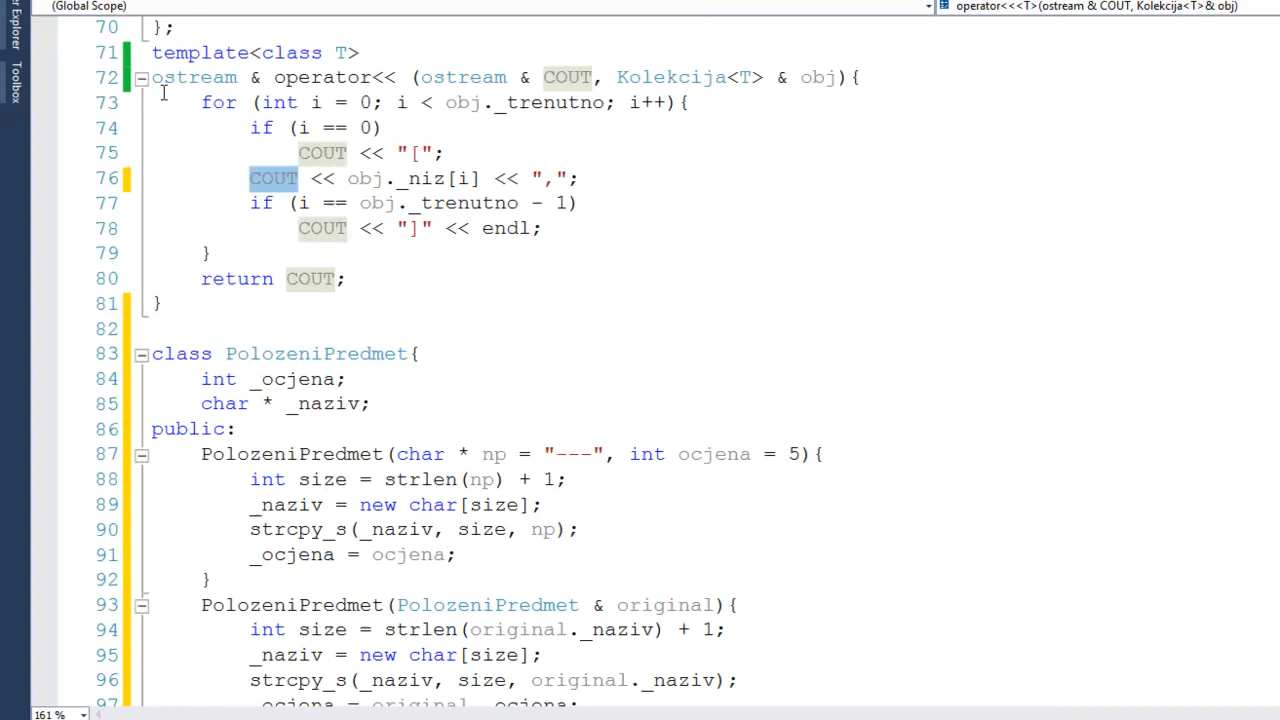 (Global Scope)
operator<<<T>(ostream & COUT, Kolekcija<T>& obj)
er Explorer
Toolbox
70 };
71 template<class T>
72 ostream & operator<< (ostream & COUT, Kolekcija<T> & obj){
73 for (int i = 0; i < obj._trenutno; i++){
74 if (i == 0)
75 COUT << "[";
76 COUT << obj._niz[i] << ",";
77 if (i == obj._trenutno - 1)
78 COUT << "]" << endl;
79 }
80 return COUT;
81 }
82
83 class PolozeniPredmet{
84 int _ocjena;
85 char * _naziv;
86 public:
87 PolozeniPredmet(char * np = "---", int ocjena = 5){
88 int size = strlen(np) + 1;
89 _naziv = new char[size];
90 strcpy_s(_naziv, size, np);
91 _ocjena = ocjena;
92 }
93 PolozeniPredmet(PolozeniPredmet & original){
94 int size = strlen(original._naziv) + 1;
95 _naziv = new char[size];
96 strcpy_s(_naziv, size, original._naziv);
97 _ocjena = original._ocjena;
161 %